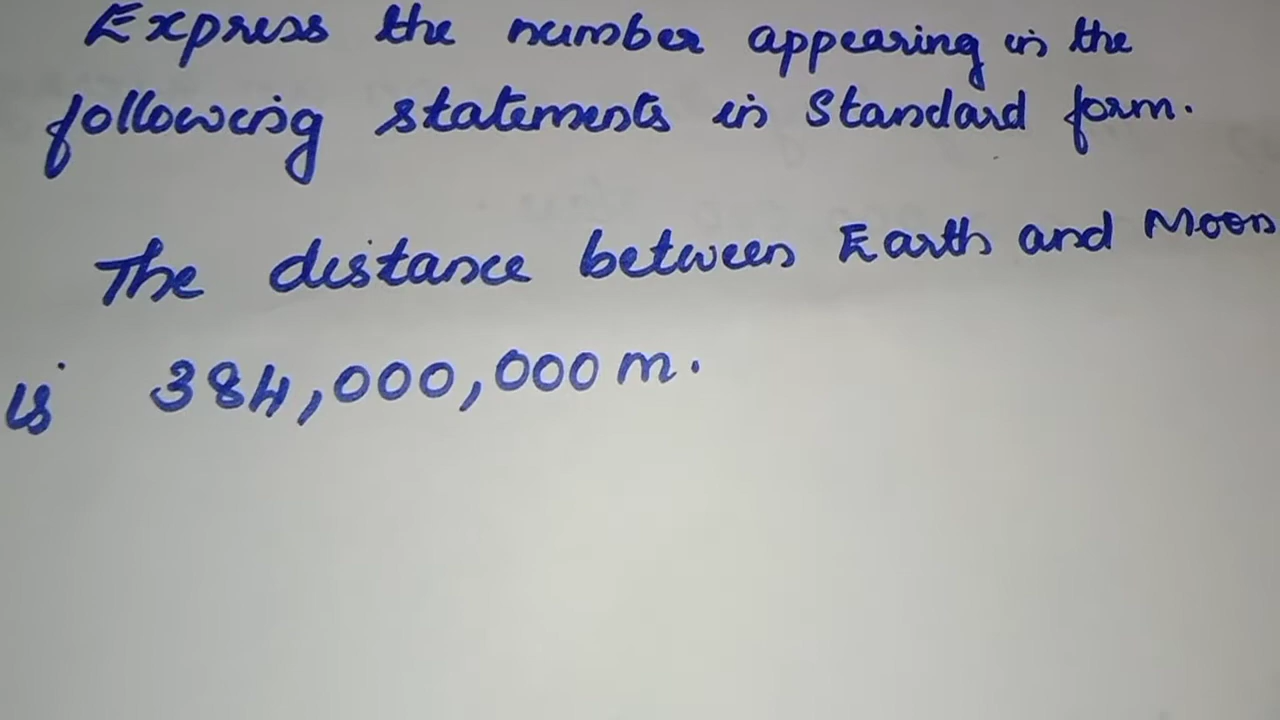 Express the number appearing in the
following statements in Standard form.
The distance between Earth and Moon
is 384,000,000 m.